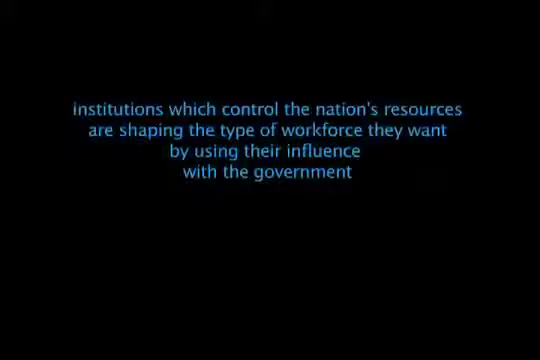 institutions which control the nation's resources
are shaping the type of workforce they want
by using their influence
with the government